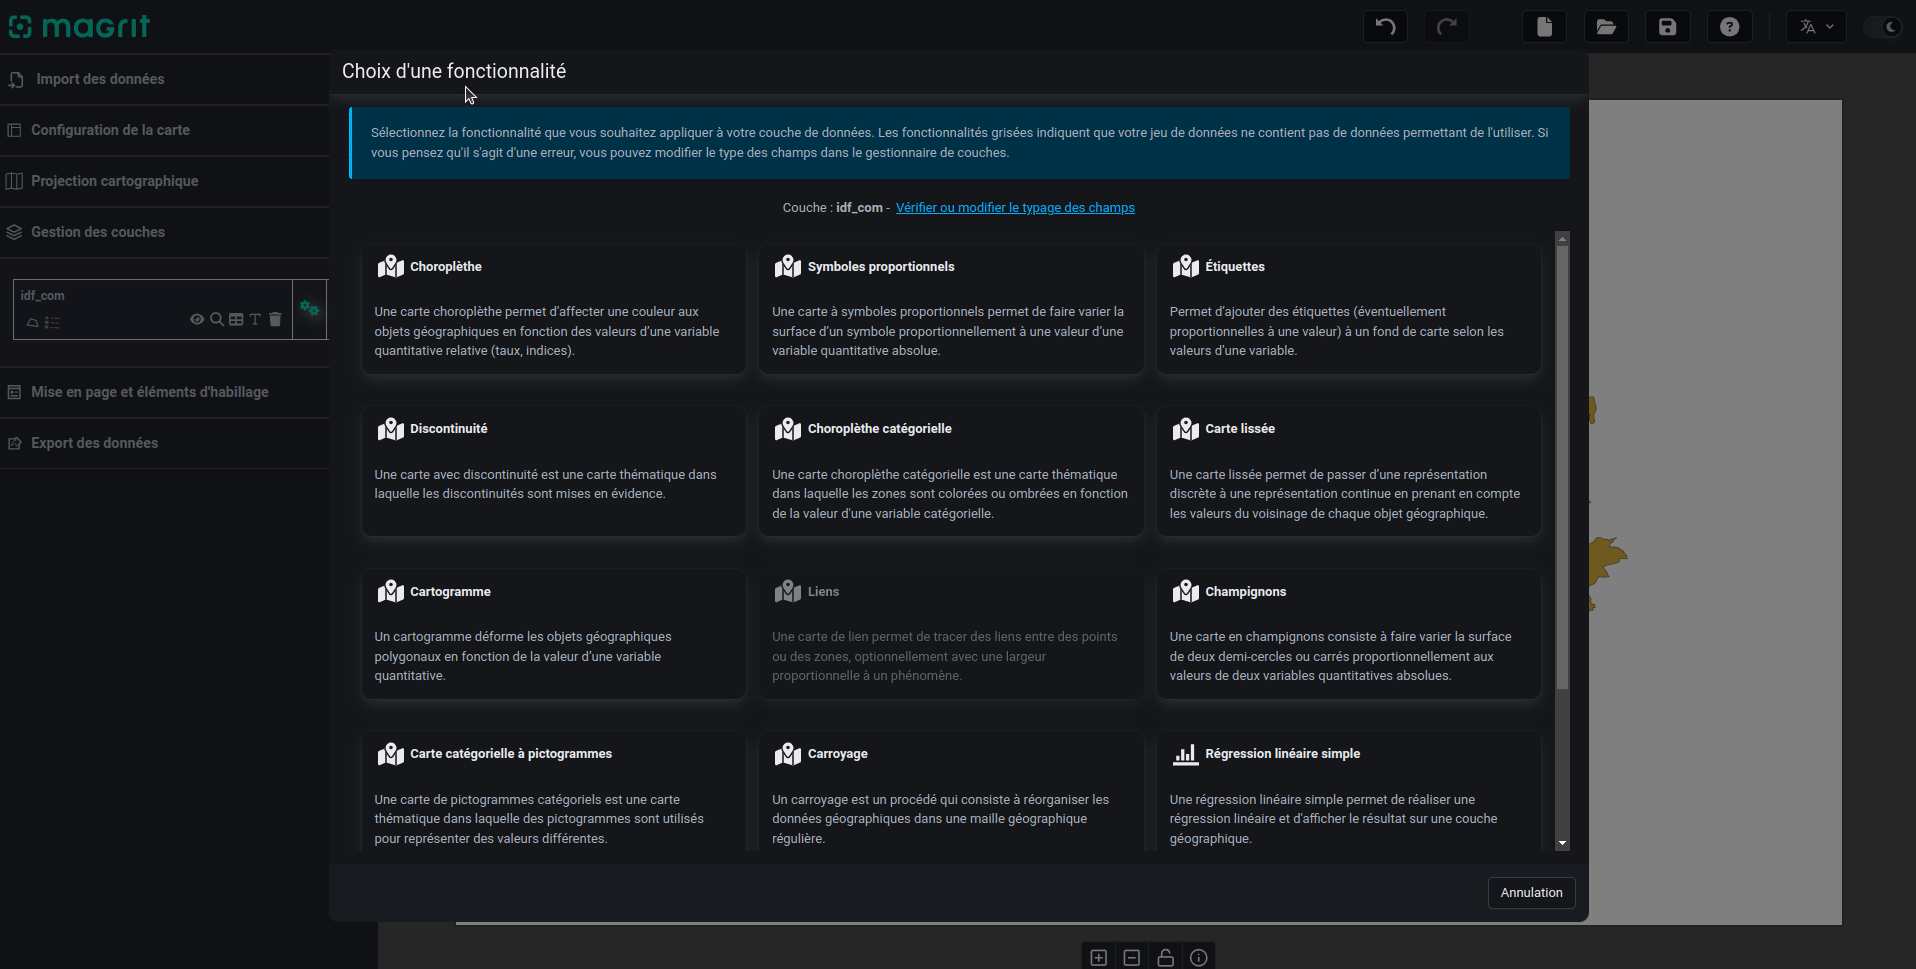 magrit
Import des données
Configuration de la carte
Projection cartographique
Gestion des couches
idf_com
Mise en page et éléments d'habillage
Export des données
Choix d'une fonctionnalité
Sélectionnez la fonctionnalité que vous souhaitez appliquer à votre couche de données. Les fonctionnalités grisées indiquent que votre jeu de données ne contient pas de données permettant de l'utiliser. Si
vous pensez qu'il s'agit d'une erreur, vous pouvez modifier le type des champs dans le gestionnaire de couches.
Couche : idf_com - Vérifier ou modifier le typage des champs
Choroplèthe
Une carte choroplèthe permet d'affecter une couleur aux
objets géographiques en fonction des valeurs d'une variable
quantitative relative (taux, indices).
Symboles proportionnels
Une carte à symboles proportionnels permet de faire varier la
surface d'un symbole proportionnellement à une valeur d'une
variable quantitative absolue.
Étiquettes
Permet d'ajouter des étiquettes (éventuellement
proportionnelles à une valeur) à un fond de carte selon les
valeurs d'une variable.
Discontinuité
Une carte avec discontinuité est une carte thématique dans
laquelle les discontinuités sont mises en évidence.
Choroplèthe catégorielle
Une carte choroplèthe catégorielle est une carte thématique
dans laquelle les zones sont colorées ou ombrées en fonction
de la valeur d'une variable catégorielle.
Carte lissée
Une carte lissée permet de passer d'une représentation
discrète à une représentation continue en prenant en compte
les valeurs du voisinage de chaque objet géographique.
Cartogramme
Un cartogramme déforme les objets géographiques
polygonaux en fonction de la valeur d'une variable
quantitative.
Liens
Une carte de lien permet de tracer des liens entre des points
ou des zones, optionnellement avec une largeur
proportionnelle à un phénomène.
Champignons
Une carte en champignons consiste à faire varier la surface
de deux demi-cercles ou carrés proportionnellement aux
valeurs de deux variables quantitatives absolues.
Carte catégorielle à pictogrammes
Une carte de pictogrammes catégoriels est une carte
thématique dans laquelle des pictogrammes sont utilisés
pour représenter des valeurs différentes.
Carroyage
Un carroyage est un procédé qui consiste à réorganiser les
données géographiques dans une maille géographique
régulière.
Régression linéaire simple
Une régression linéaire simple permet de réaliser une
régression linéaire et d'afficher le résultat sur une couche
géographique.
Annulation